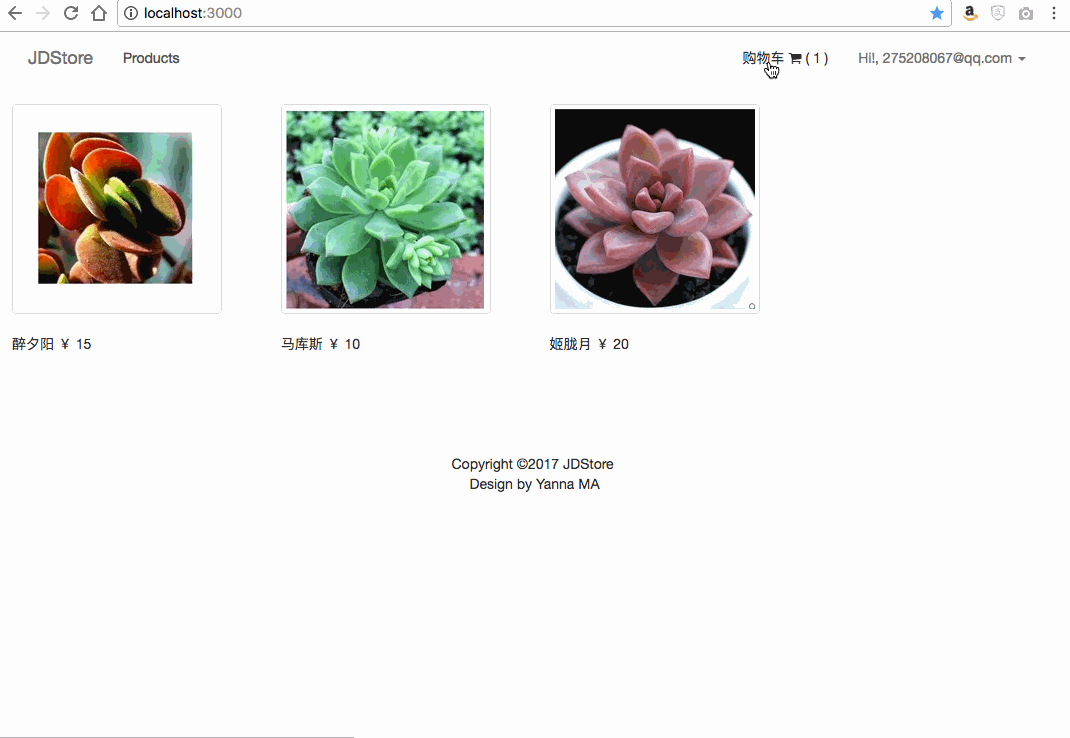 localhost:3000
JDStore Products 购物车 ( 1 ) Hi!, 275208067@qq.com
醉夕阳 ￥ 15 马库斯 ￥ 10 姬胧月 ￥ 20
Copyright ©2017 JDStore
Design by Yanna MA